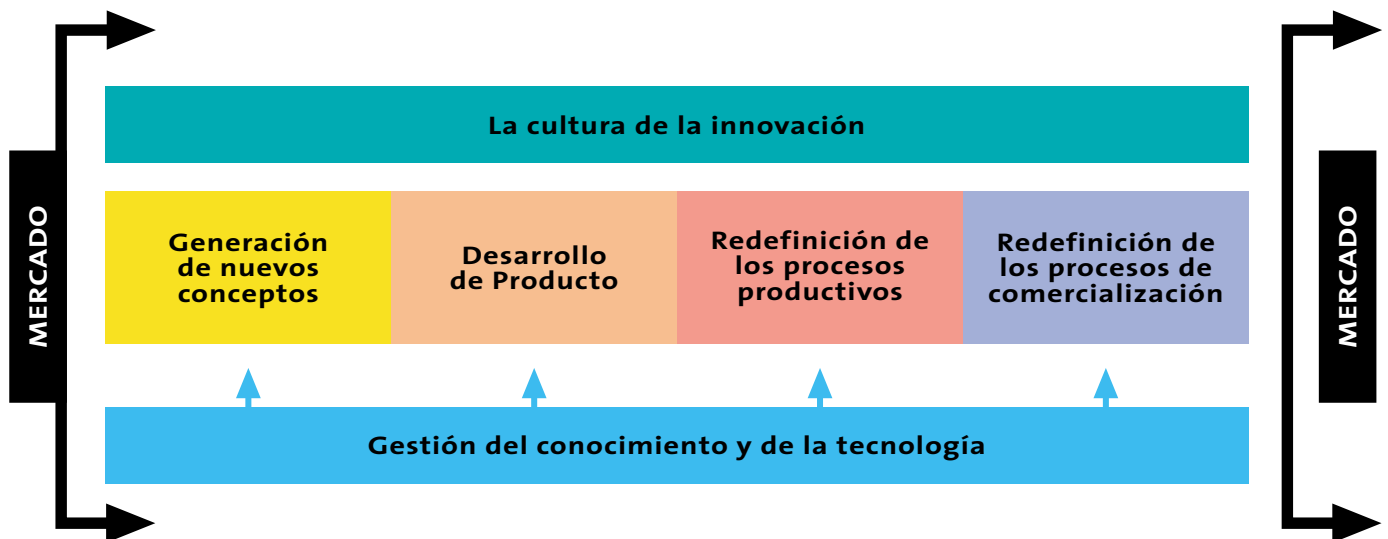 La cultura de la innovación
MERCADO
Generación
de nuevos
conceptos
Desarrollo
de Producto
Redefinición de
los procesos
productivos
Redefinición de
los procesos de
comercialización
MERCADO
Gestión del conocimiento y de la tecnología